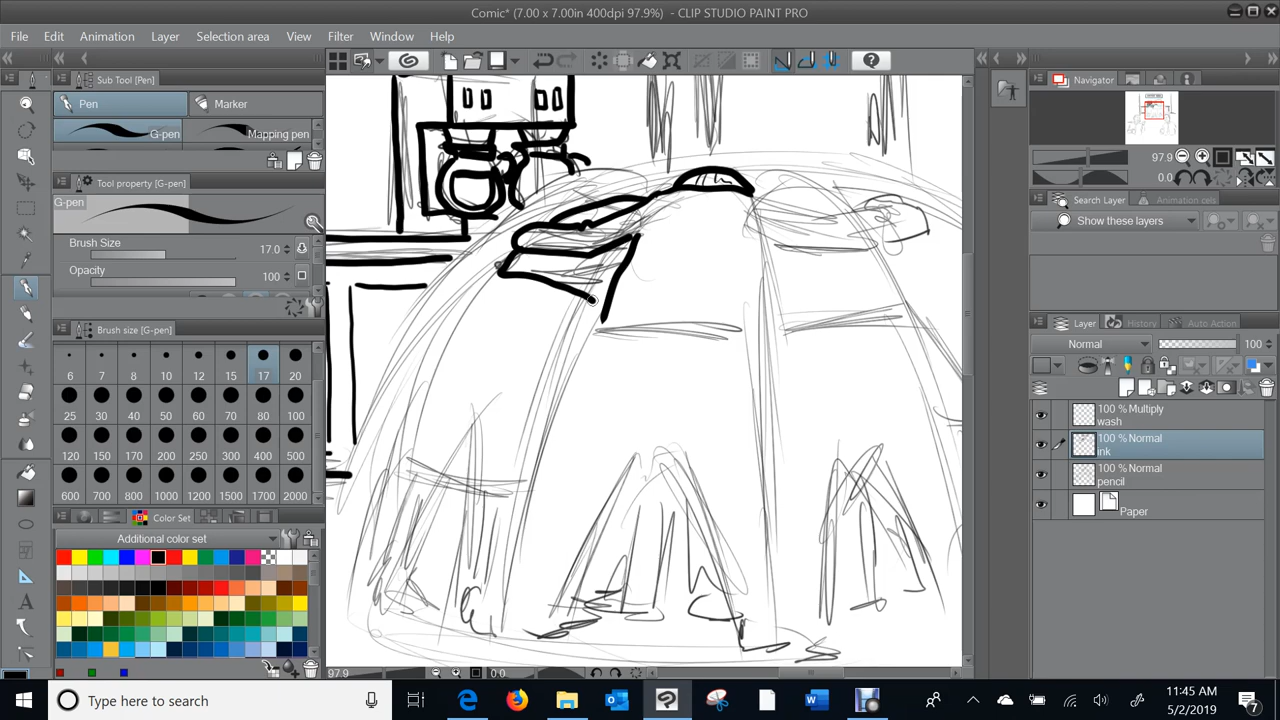 Comic* (7.00 x 7.00in 400dpi 97.9%) - CLIP STUDIO PAINT PRO
File Edit Animation Layer Selection area View Filter Window Help
Sub Tool [Pen]
Pen
Marker
G-pen
Mapping pen
Tool property [G-pen]
G-pen
Brush Size 17.0
Opacity 100
Brush size [G-pen]
6 7 8 10 12 15 17 20
25 30 40 50 60 70 80 100
120 150 170 200 250 300 400 500
600 700 800 1000 1200 1500 1700 2000
Color Set
Additional color set
97.9 0.0
Navigator
97.9
0.0
Search Layer
Animation cels
Show these layers
Layer
History
Auto Action
Normal 100
100 % Multiply
wash
100 % Normal
ink
100 % Normal
pencil
Paper
Type here to search
11:45 AM
5/2/2019
7